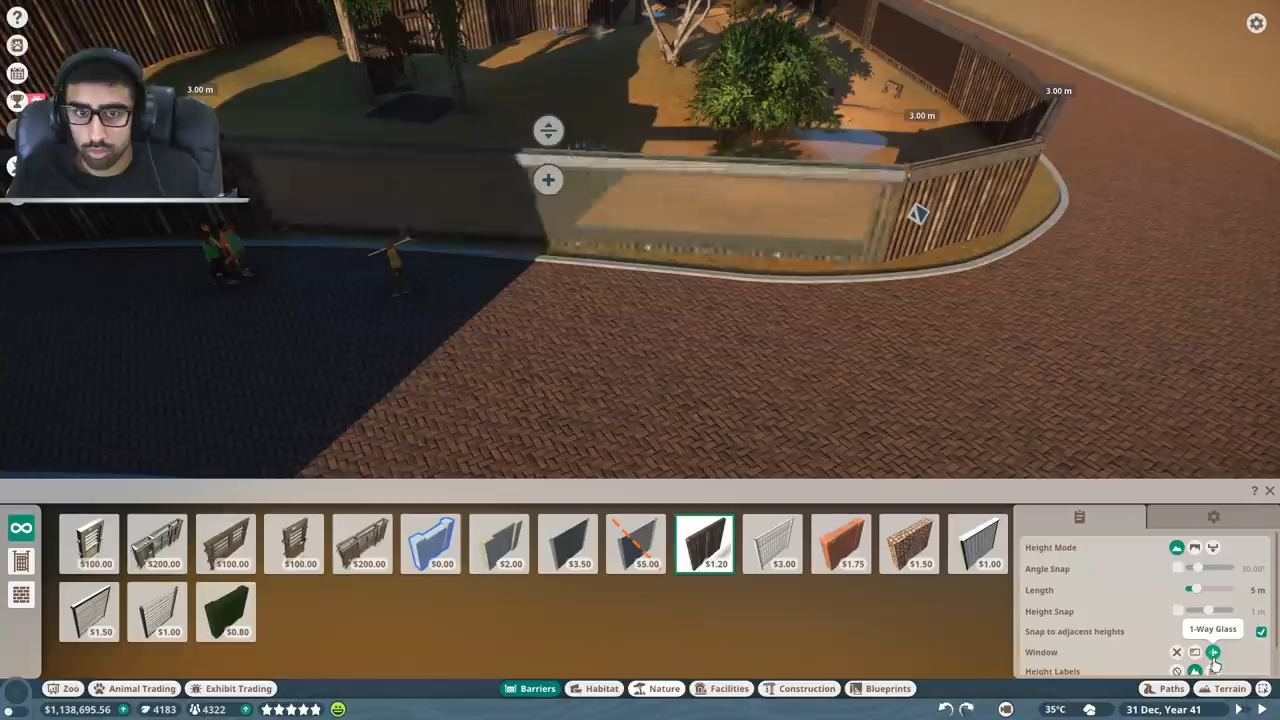 ?
3.00 m
3.00 m
3.00 m
?
$100.00
$200.00
$100.00
$100.00
$200.00
$0.00
$2.00
$3.50
$5.00
$1.20
$3.00
$1.75
$1.50
$1.00
$1.50
$1.00
$0.80
Height Mode
Angle Snap 30.00°
Length 5 m
Height Snap 1 m
1-Way Glass
Snap to adjacent heights
Window
Height Labels
Zoo
Animal Trading
Exhibit Trading
Barriers
Habitat
Nature
Facilities
Construction
Blueprints
Paths
Terrain
$1,138,695.56
4183
4322
35°C
31 Dec, Year 41